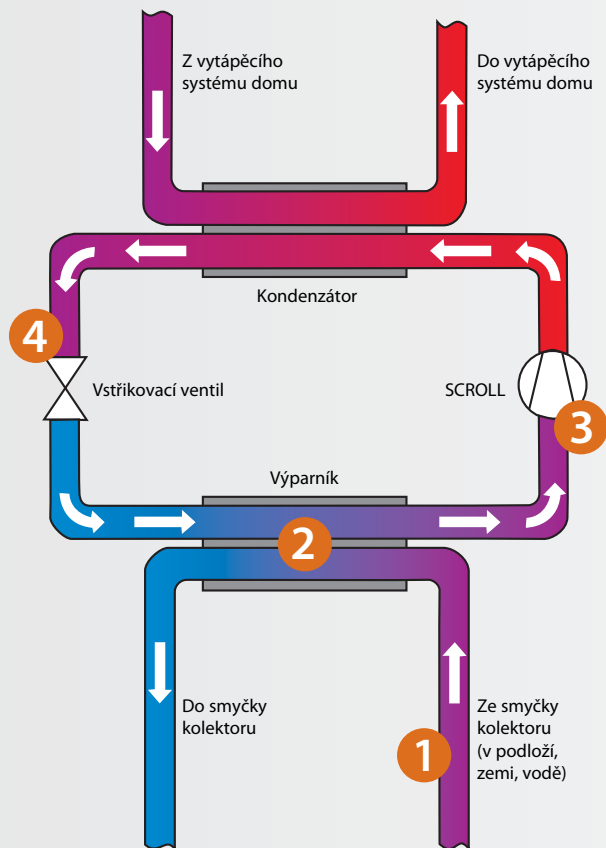 Z vytápěcího
systému domu
Do vytápěcího
systému domu
Kondenzátor
4
Vstřikovací ventil
SCROLL
3
Výparník
2
Do smyčky
kolektoru
1
Ze smyčky
kolektoru
(v podloží,
zemi, vodě)